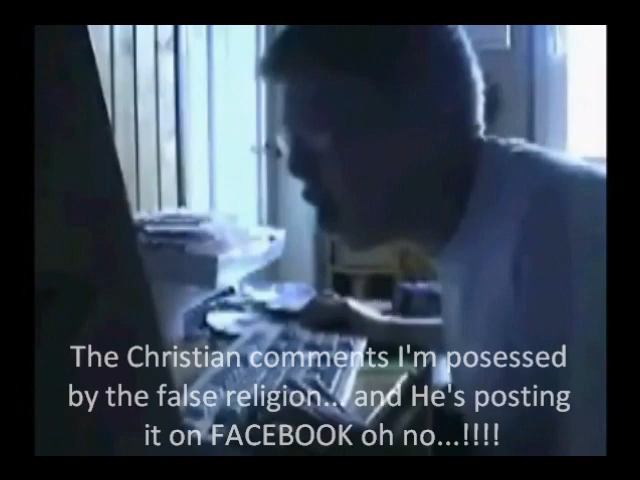 The Christian comments I'm posessed
by the false religion... and He's posting
it on FACEBOOK oh no...!!!!